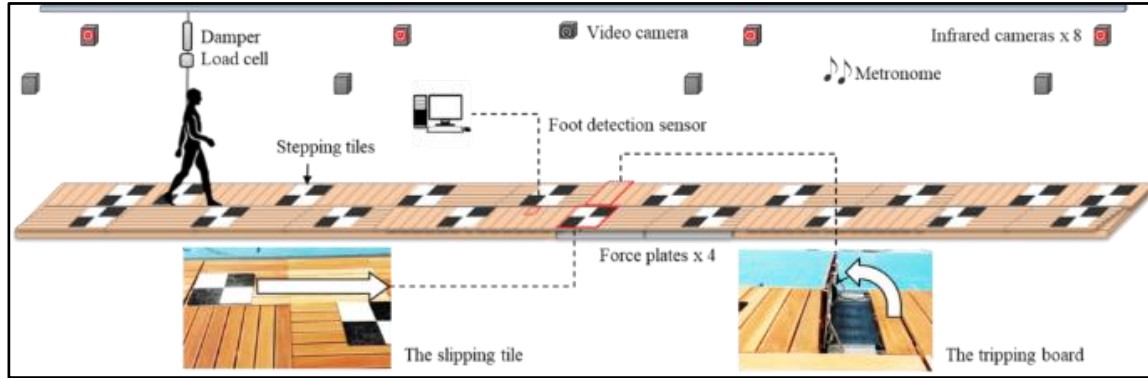 Damper
Load cell
Video camera
Infrared cameras x 8
Metronome
Foot detection sensor
Stepping tiles
Force plates x 4
The slipping tile
The tripping board